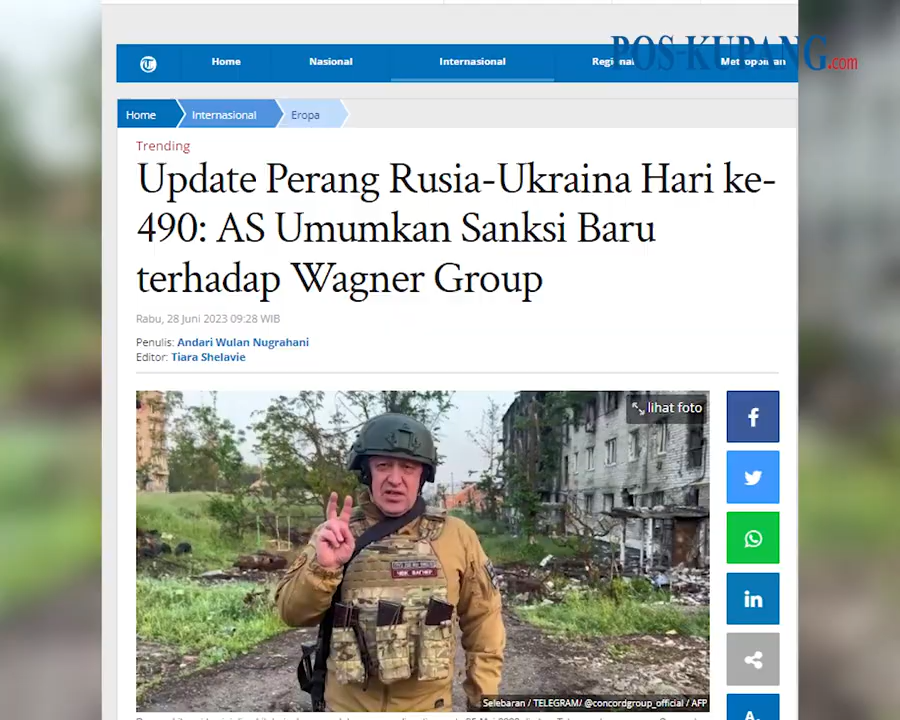 POS-KUPANG.com
Home Nasional Internasional Regional Metropolitan
Home Internasional Eropa
Trending
Update Perang Rusia-Ukraina Hari ke-
490: AS Umumkan Sanksi Baru
terhadap Wagner Group
Rabu, 28 Juni 2023 09:28 WIB
Penulis: Andari Wulan Nugrahani
Editor: Tiara Shelavie
lihat foto
Selebaran / TELEGRAM/ @concordgroup_official / AFP